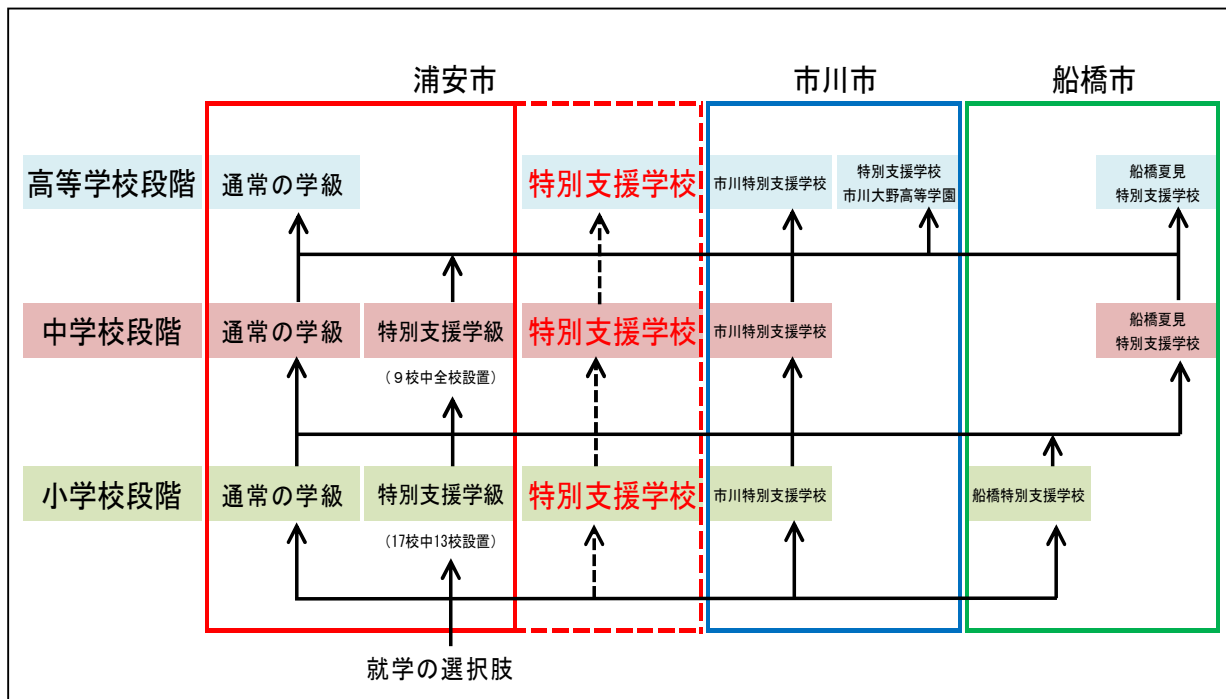 浦安市
市川市
船橋市
高等学校段階
通常の学級
特別支援学校
市川特別支援学校
特別支援学校
市川大野高等学園
船橋夏見
特別支援学校
中学校段階
通常の学級
特別支援学級
特別支援学校
市川特別支援学校
船橋夏見
特別支援学校
(９校中全校設置)
小学校段階
通常の学級
特別支援学級
特別支援学校
市川特別支援学校
船橋特別支援学校
(17校中13校設置)
就学の選択肢